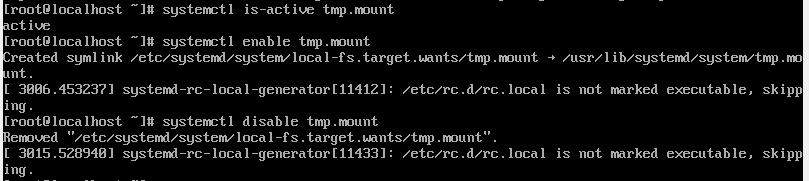 [root@localhost ~]# systemctl is-active tmp.mount
active
[root@localhost ~]# systemctl enable tmp.mount
Created symlink /etc/systemd/system/local-fs.target.wants/tmp.mount → /usr/lib/systemd/system/tmp.mo
unt.
[ 3006.453237] systemd-rc-local-generator[11412]: /etc/rc.d/rc.local is not marked executable, skipp
ing.
[root@localhost ~]# systemctl disable tmp.mount
Removed "/etc/systemd/system/local-fs.target.wants/tmp.mount".
[ 3015.528940] systemd-rc-local-generator[11433]: /etc/rc.d/rc.local is not marked executable, skipp
ing.